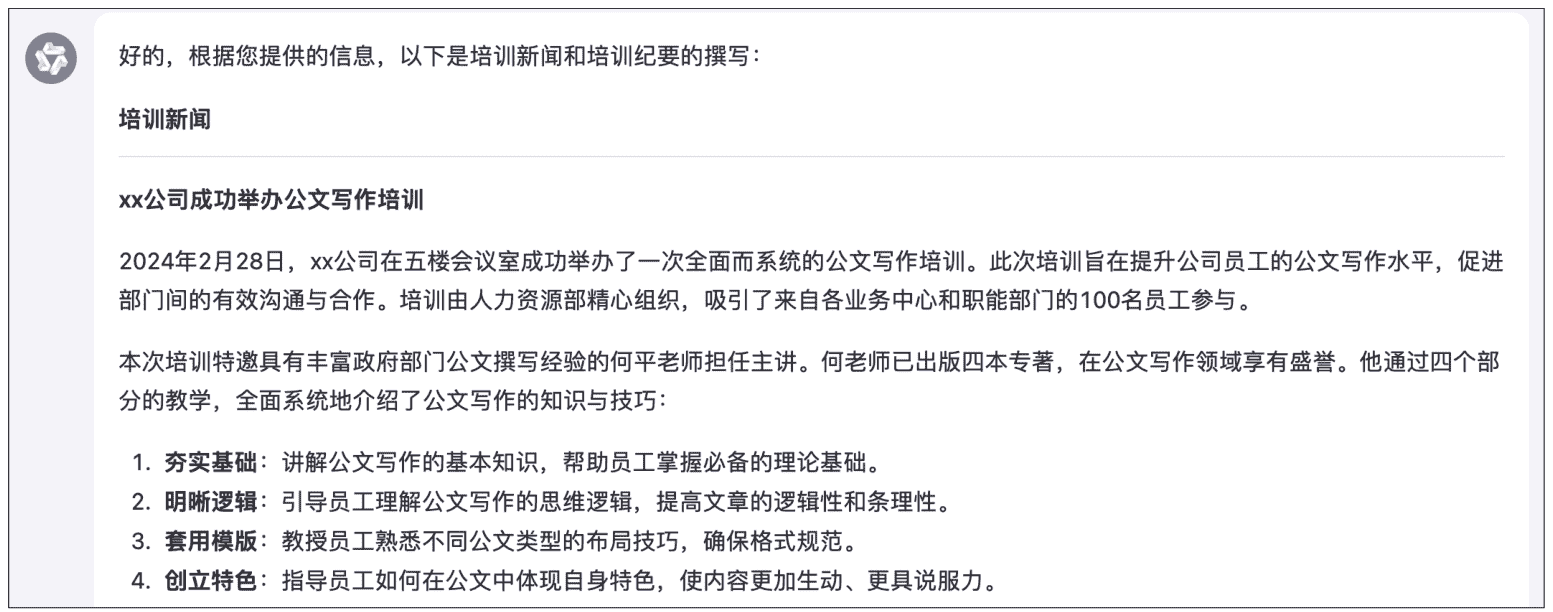 好的，根据您提供的信息，以下是培训新闻和培训纪要的撰写：
培训新闻
xx公司成功举办公文写作培训
2024年2月28日，xx公司在五楼会议室成功举办了一次全面而系统的公文写作培训。此次培训旨在提升公司员工的公文写作水平，促进
部门间的有效沟通与合作。培训由人力资源部精心组织，吸引了来自各业务中心和职能部门的100名员工参与。
本次培训特邀具有丰富政府部门公文撰写经验的何平老师担任主讲。何老师已出版四本专著，在公文写作领域享有盛誉。他通过四个部
分的教学，全面系统地介绍了公文写作的知识与技巧：
1. 夯实基础：讲解公文写作的基本知识，帮助员工掌握必备的理论基础。
2. 明晰逻辑：引导员工理解公文写作的思维逻辑，提高文章的逻辑性和条理性。
3. 套用模版：教授员工熟悉不同公文类型的布局技巧，确保格式规范。
4. 创立特色：指导员工如何在公文中体现自身特色，使内容更加生动、更具说服力。